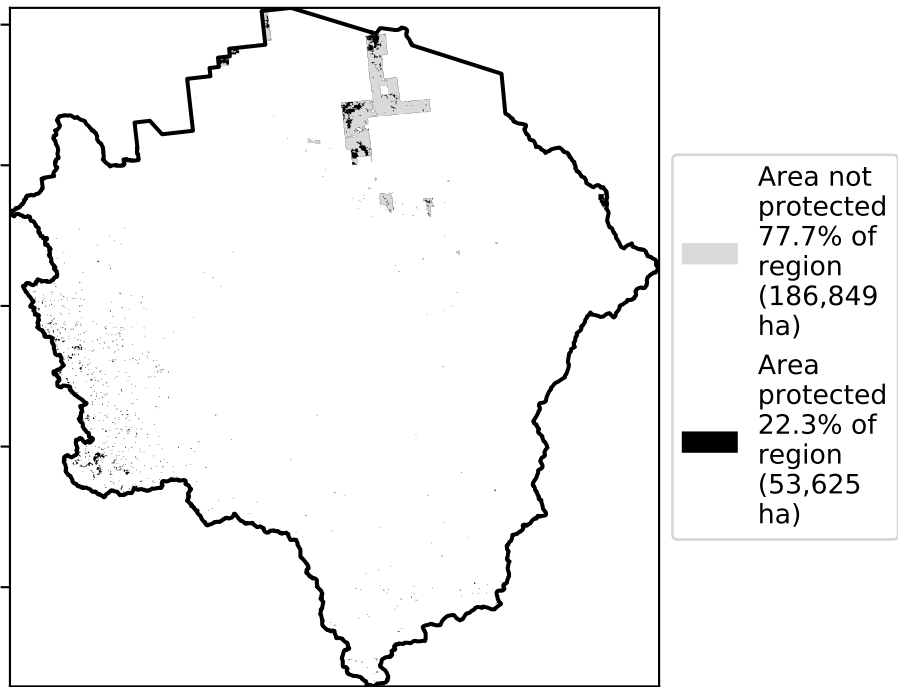 Area not
protected
77.7% of
region
(186,849
ha)
Area
protected
22.3% of
region
(53,625
ha)